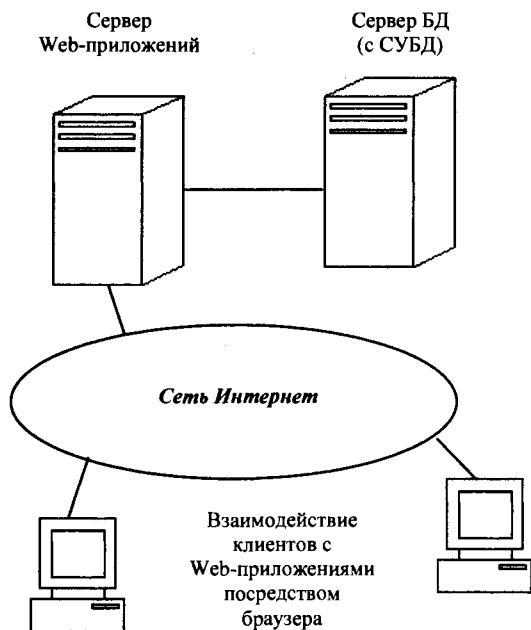 Сервер
Web-приложений
Сервер БД
(с СУБД)
Сеть Интернет
Взаимодействие
клиентов с
Web-приложениями
посредством
браузера